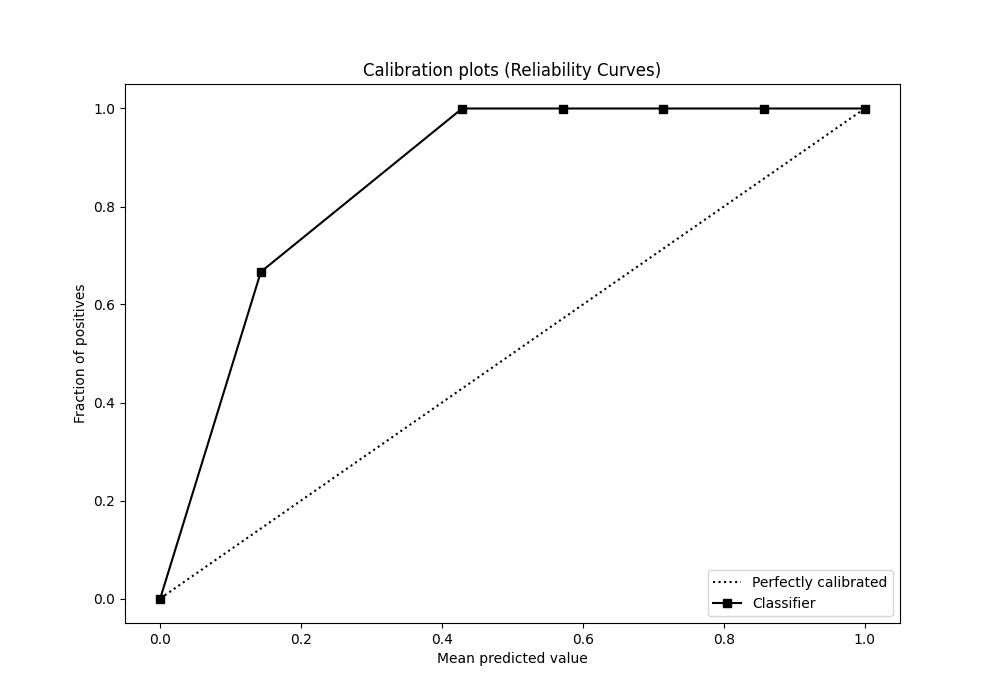 Calibration plots (Reliability Curves)
1.0
0.8
0.6
0.4
0.2
0.0
Fraction of positives
0.0 0.2 0.4 0.6 0.8 1.0
Mean predicted value
Perfectly calibrated
Classifier